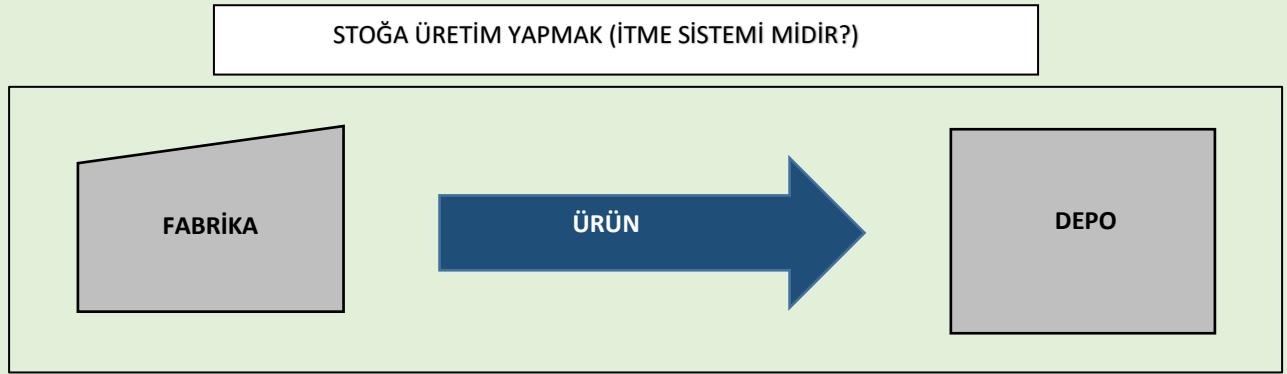 STOĞA ÜRETİM YAPMAK (İTME SİSTEMİ MİDİR?)
FABRİKA
ÜRÜN
DEPO